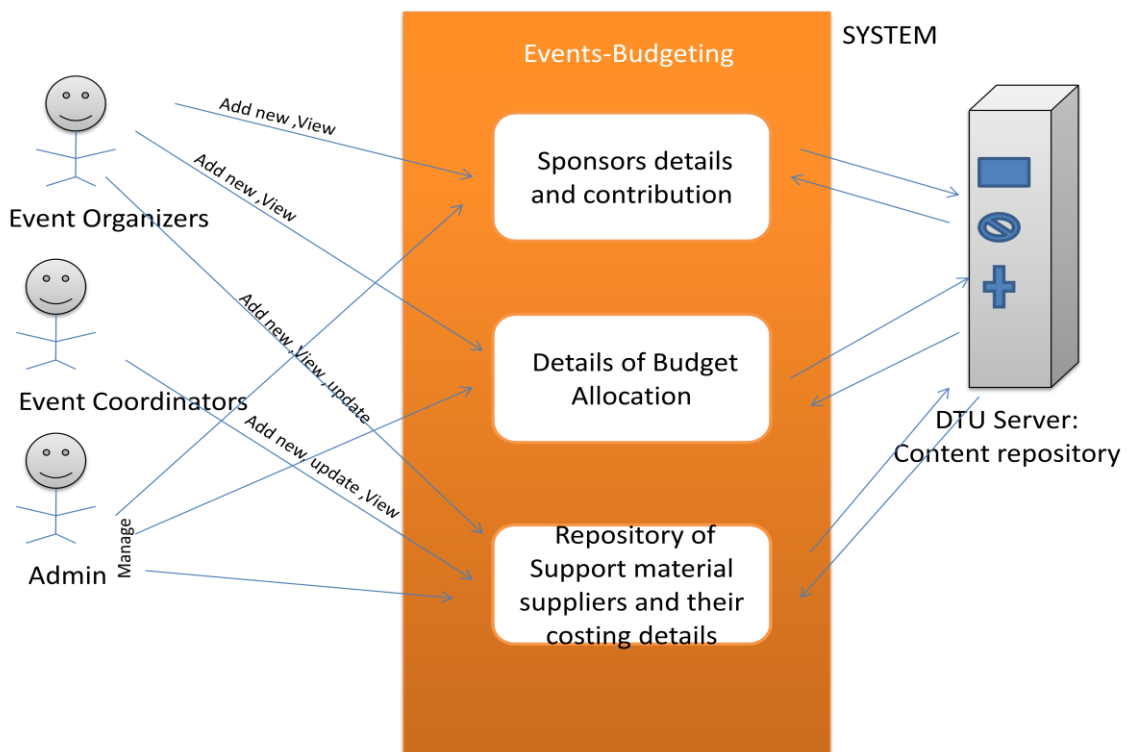 SYSTEM
Events-Budgeting
Add new ,View
Sponsors details
and contribution
Add new ,View
Event Organizers
Add new ,View ,update
Details of Budget
Allocation
Event Coordinators
DTU Server:
Content repository
Add new, update ,View
Manage
Admin
Repository of
Support material
suppliers and their
costing details